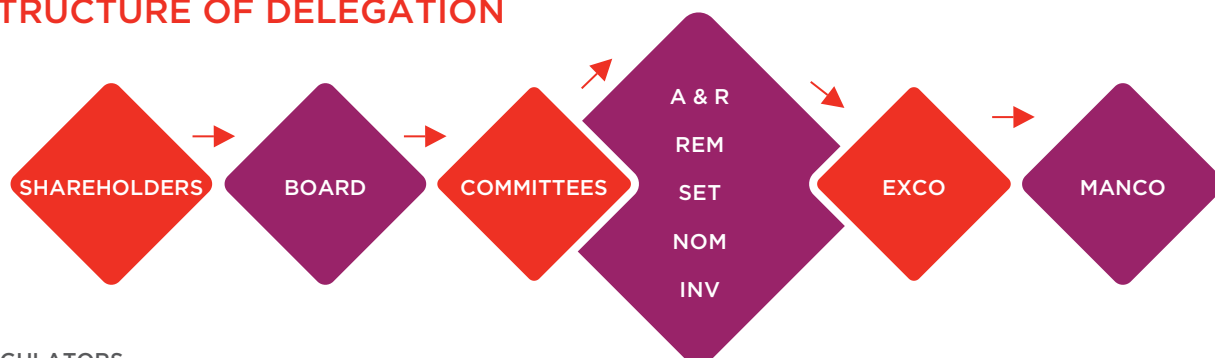 TRUCTURE OF DELEGATION
SHAREHOLDERS
BOARD
COMMITTEES
A & R
REM
SET
NOM
INV
EXCO
MANCO